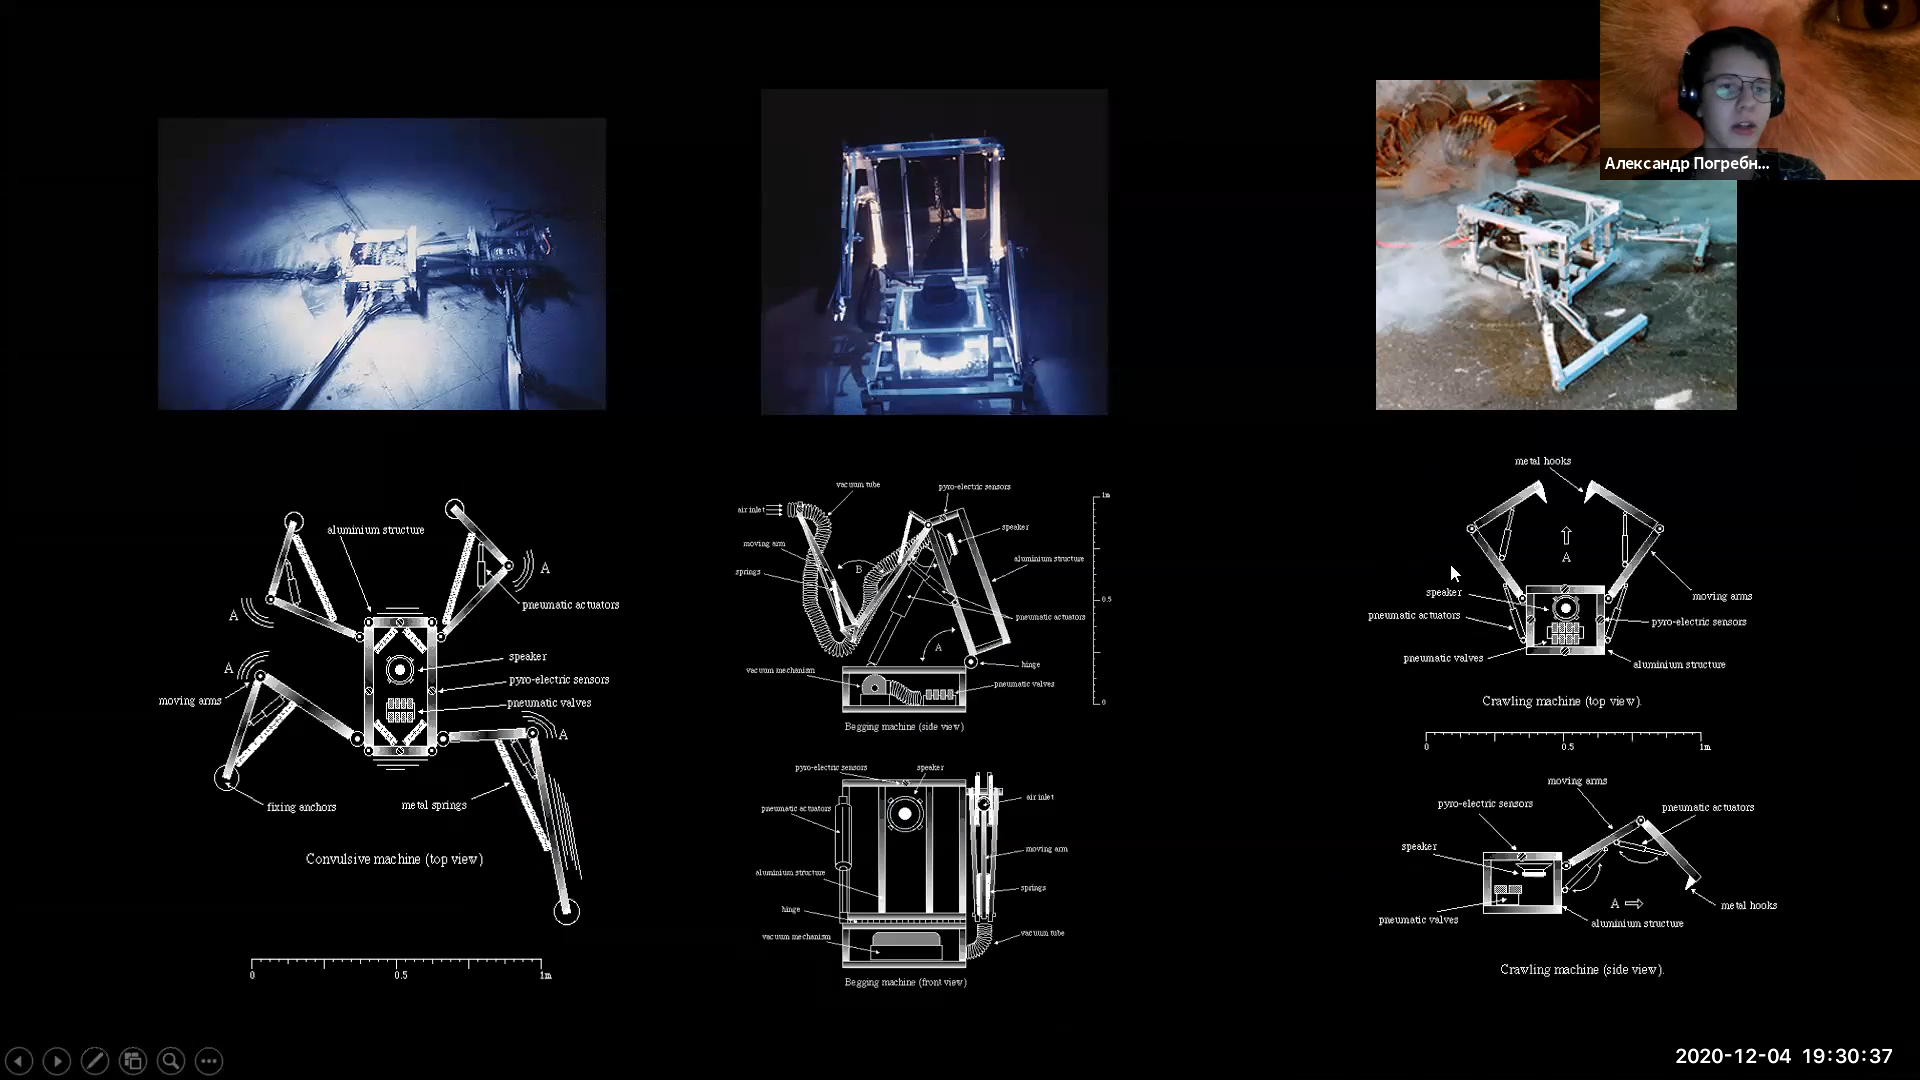 Александр Погребн...
aluminium structure
A
pneumatic actuators
A
A
speaker
pyro-electric sensors
moving arms
pneumatic valves
A
fixing anchors
metal springs
Convulsive machine (top view)
0
0.5
1m
vacuum tube
pyro-electric sensors
1m
air inlet
speaker
moving arm
aluminium structure
springs
B
0.5
pneumatic actuators
A
hinge
vacuum mechanism
pneumatic valves
0
Begging machine (side view)
pyro-electric sensors
speaker
air inlet
pneumatic actuators
moving arm
aluminium structure
springs
hinge
vacuum mechanism
vacuum tube
Begging machine (front view)
metal hooks
A
speaker
moving arms
pneumatic actuators
pyro-electric sensors
pneumatic valves
aluminium structure
Crawling machine (top view).
0
0.5
1m
moving arms
pyro-electric sensors
pneumatic actuators
speaker
A
metal hooks
pneumatic valves
aluminium structure
Crawling machine (side view).
2020-12-04 19:30:37